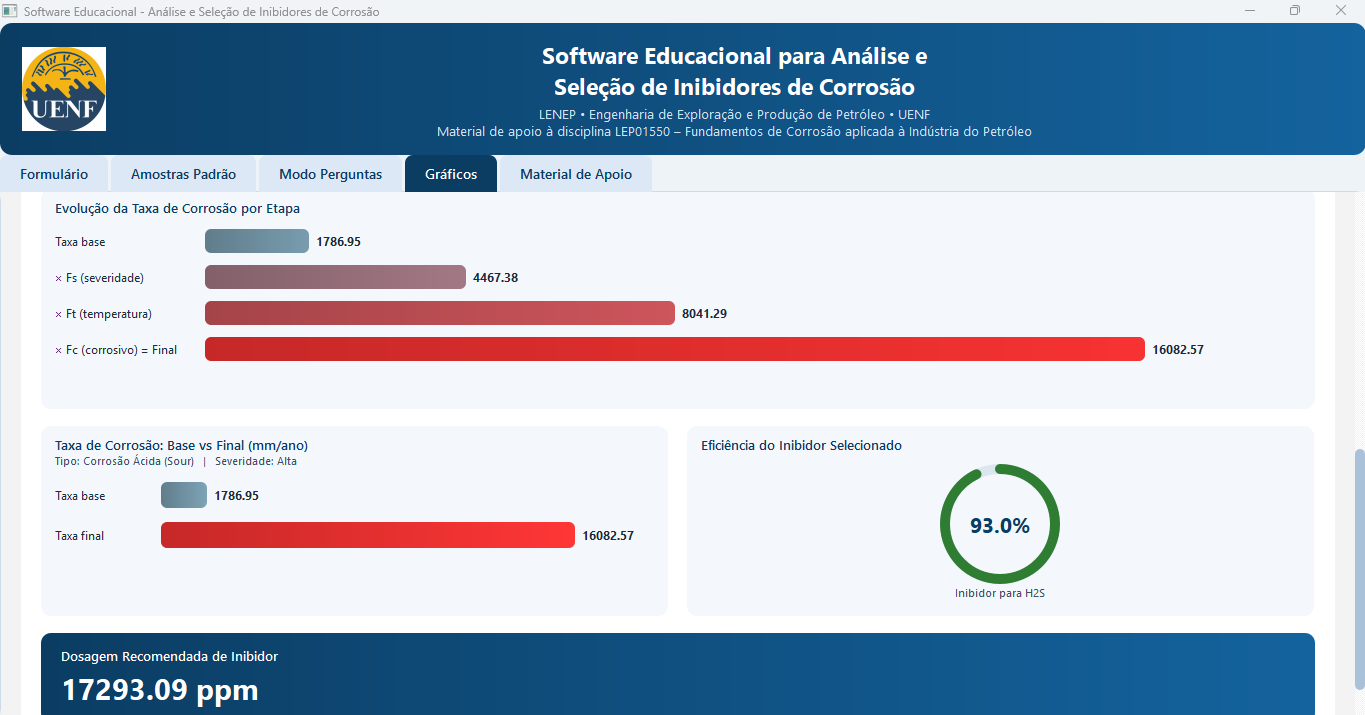 Software Educacional - Análise e Seleção de Inibidores de Corrosão
UENF
Software Educacional para Análise e
Seleção de Inibidores de Corrosão
LENEP • Engenharia de Exploração e Produção de Petróleo • UENF
Material de apoio à disciplina LEP01550 – Fundamentos de Corrosão aplicada à Indústria do Petróleo
Formulário Amostras Padrão Modo Perguntas Gráficos Material de Apoio
Evolução da Taxa de Corrosão por Etapa
Taxa base 1786.95
× Fs (severidade) 4467.38
× Ft (temperatura) 8041.29
× Fc (corrosivo) = Final 16082.57
Taxa de Corrosão: Base vs Final (mm/ano)
Tipo: Corrosão Ácida (Sour) | Severidade: Alta
Taxa base 1786.95
Taxa final 16082.57
Eficiência do Inibidor Selecionado
93.0%
Inibidor para H2S
Dosagem Recomendada de Inibidor
17293.09 ppm